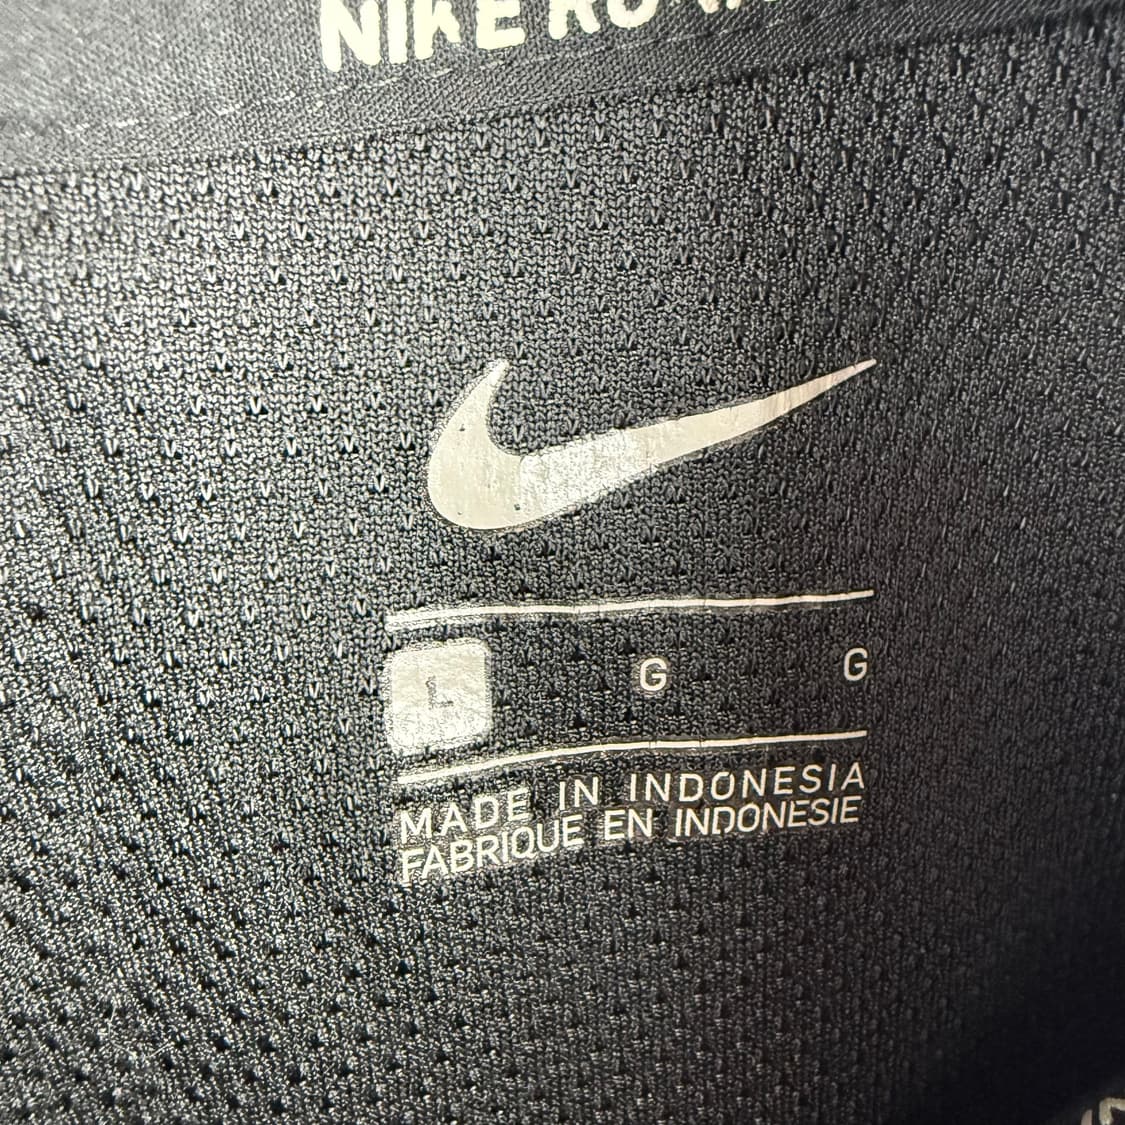 NIKE
L G G
MADE IN INDONESIA
FABRIQUE EN INDONESIE